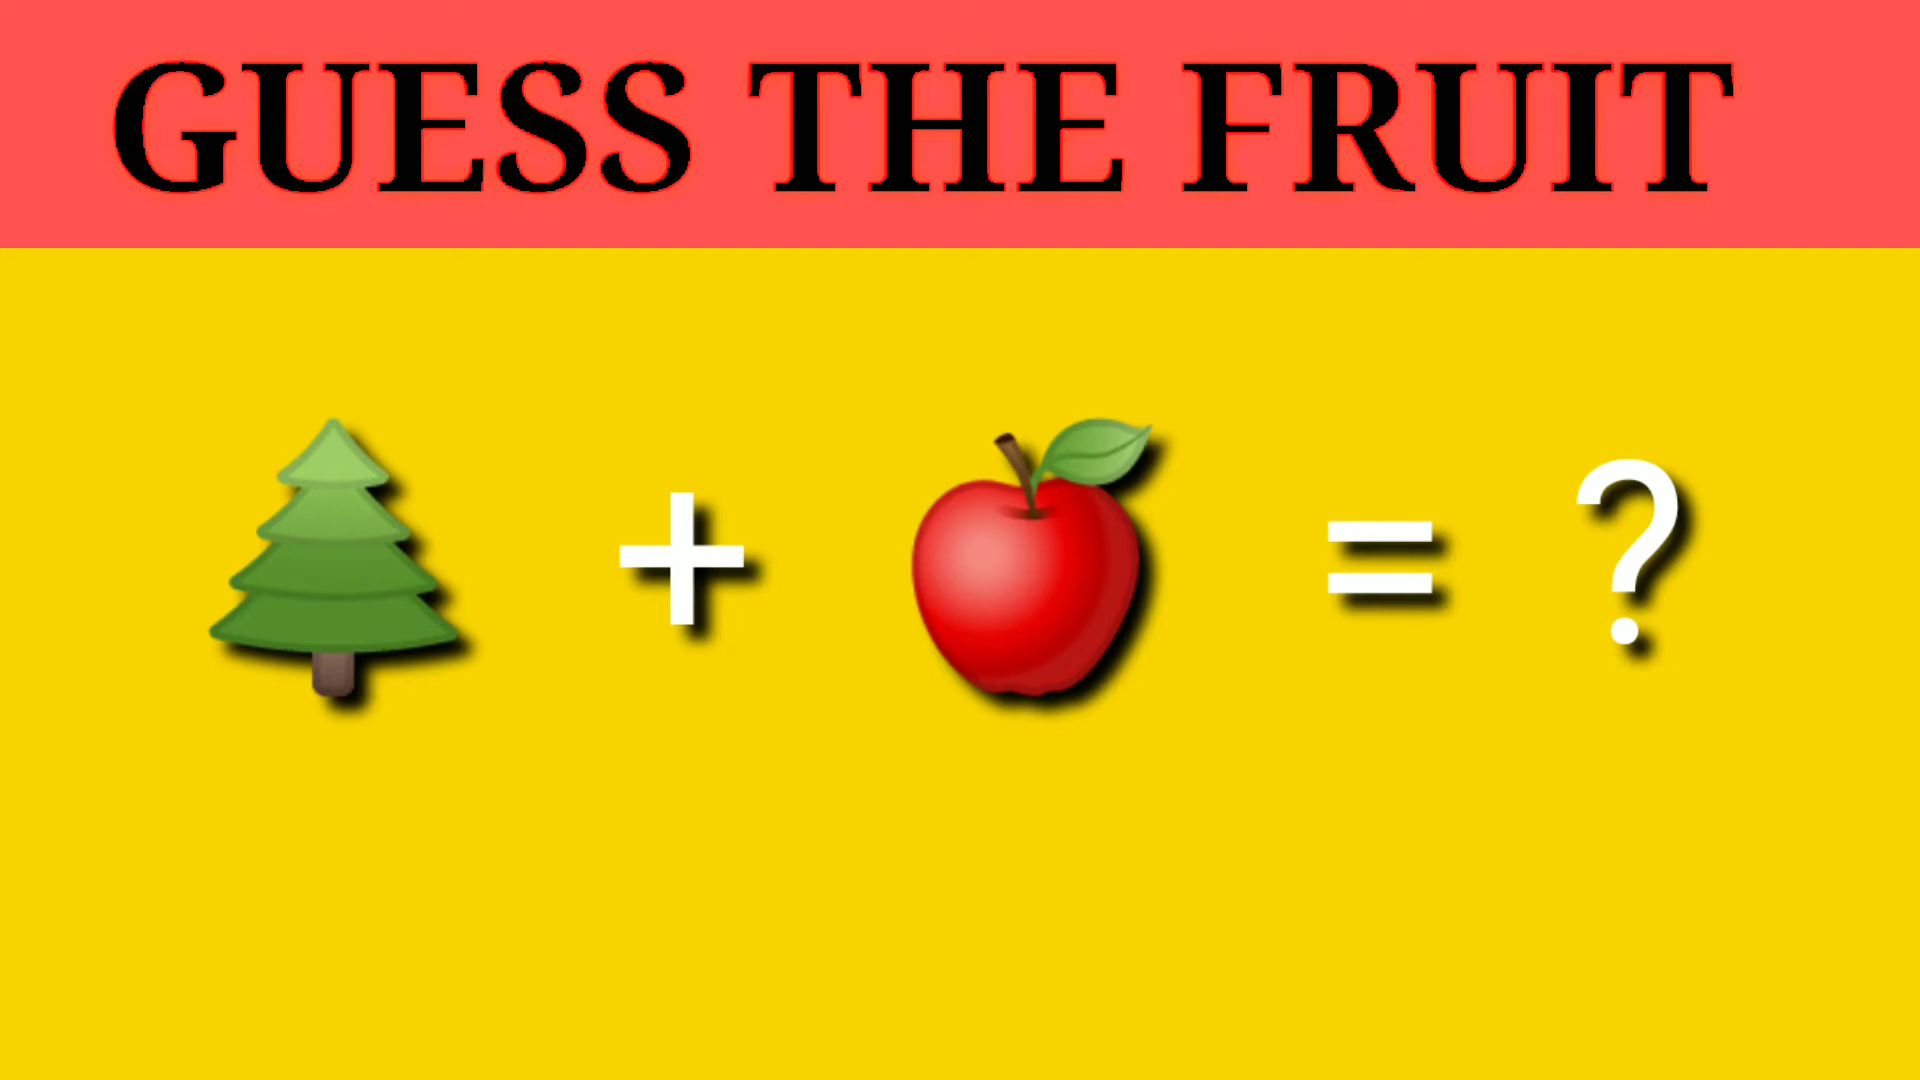 GUESS THE FRUIT
+ = ?